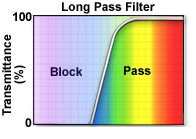 Long Pass Filter
100
Transmittance
(%)
Block
Pass
0